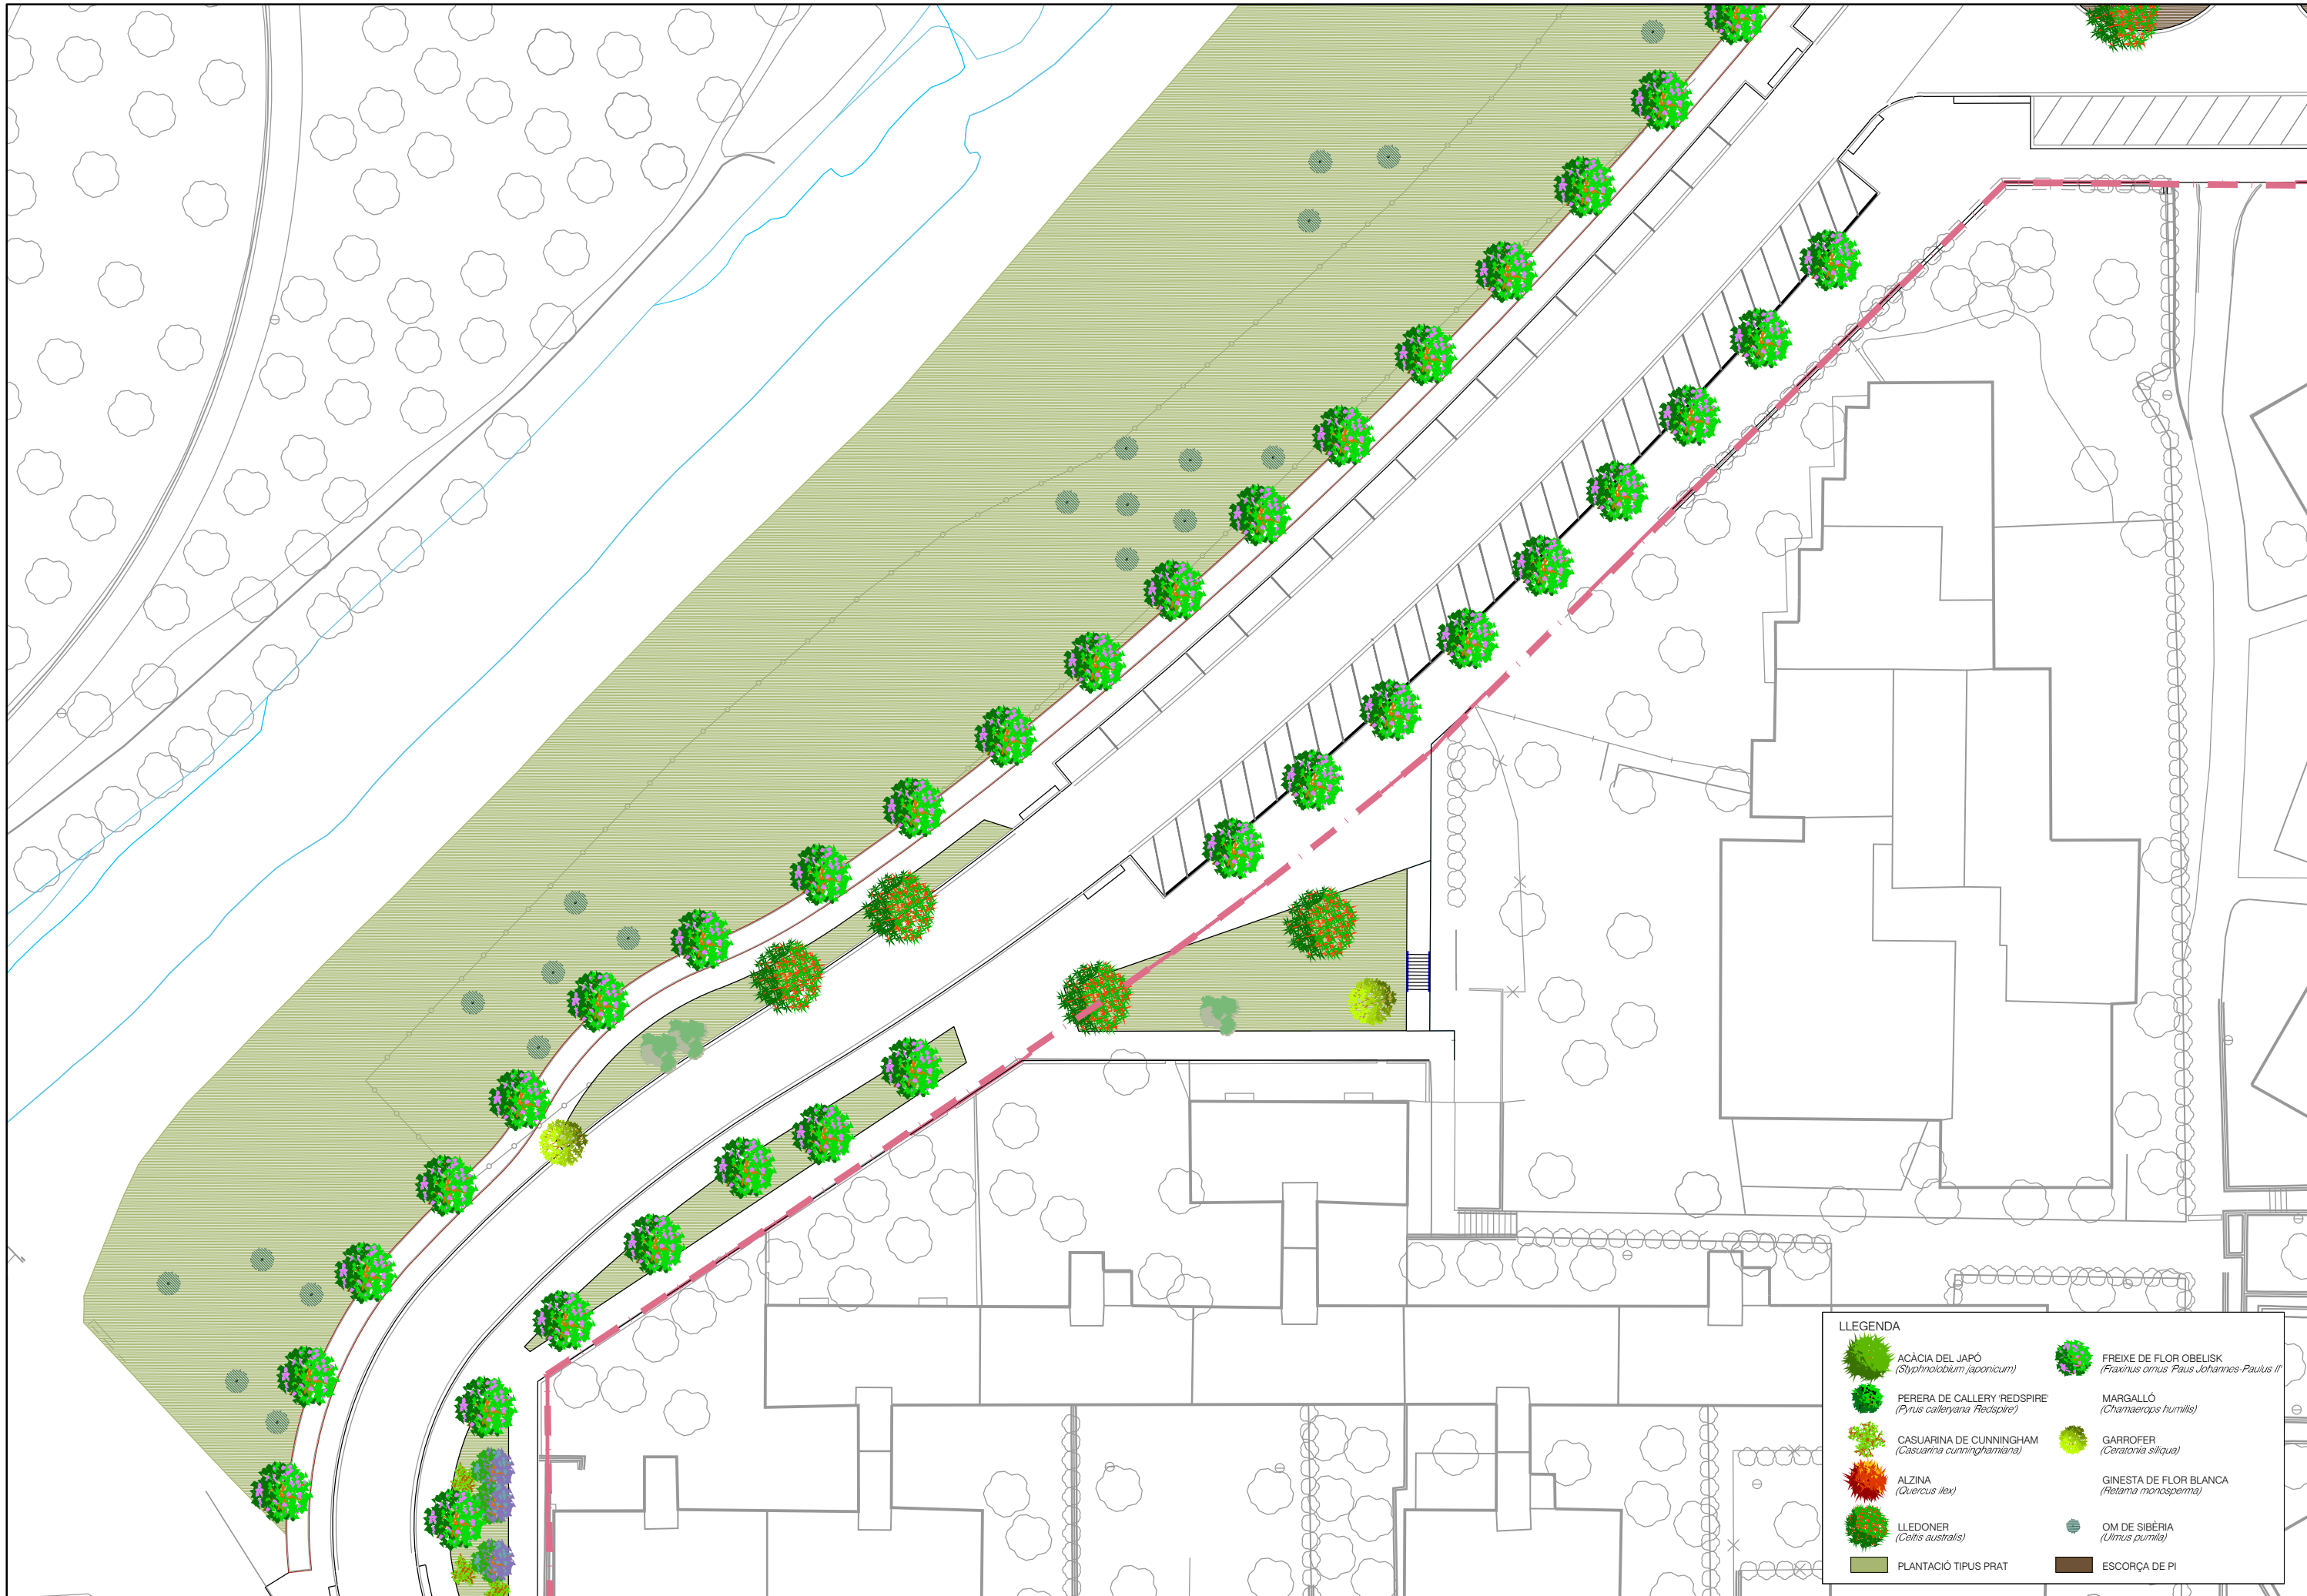 LLEGENDA
ACÀCIA DEL JAPÓ
(Styphnolobium japonicum)
PERERA DE CALLERY 'REDSPIRE'
(Pyrus calleryana 'Redspire')
CASUARINA DE CUNNINGHAM
(Casuarina cunninghamiana)
ALZINA
(Quercus ilex)
LLEDONER
(Celtis australis)
PLANTACIÓ TIPUS PRAT
FREIXE DE FLOR OBELISK
(Fraxinus ornus 'Paus Johannes-Paulus II'
MARGALLÓ
(Chamaerops humilis)
GARROFER
(Ceratonia siliqua)
GINESTA DE FLOR BLANCA
(Retama monosperma)
OM DE SIBÈRIA
(Ulmus pumila)
ESCORÇA DE PI